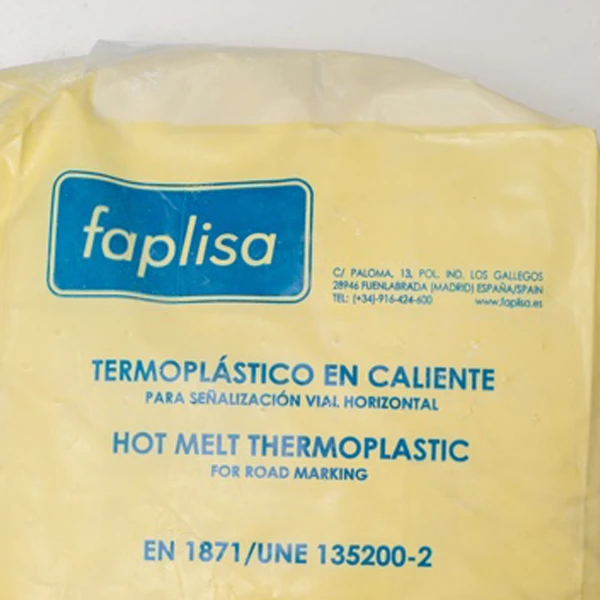 faplisa
C/ PALOMA, 13, POL. IND. LOS GALLEGOS
28946 FUENLABRADA (MADRID) ESPAÑA/SPAIN
TEL: (+34)-916-424-600 www.faplisa.es
TERMOPLÁSTICO EN CALIENTE
PARA SEÑALIZACIÓN VIAL HORIZONTAL
HOT MELT THERMOPLASTIC
FOR ROAD MARKING
EN 1871/UNE 135200-2